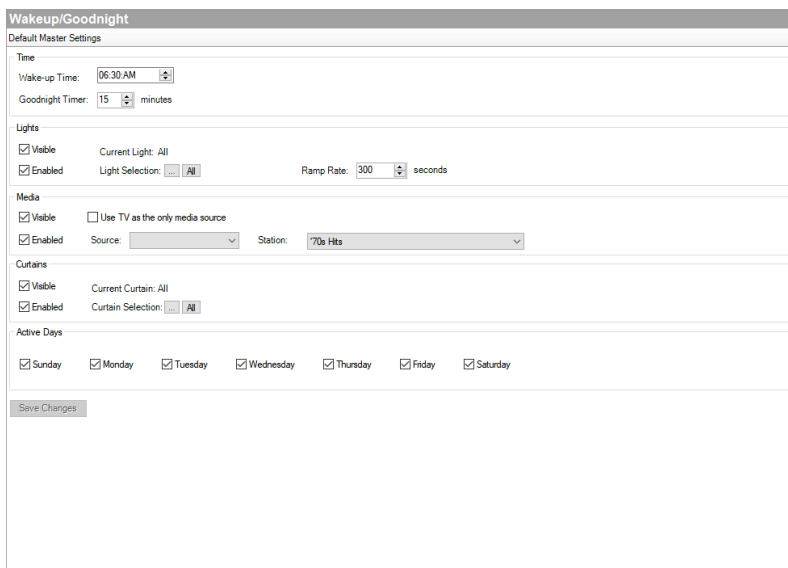 Wakeup/Goodnight
Default Master Settings
Time
Wake-up Time: 06:30:AM
Goodnight Timer: 15 minutes
Lights
Visible Current Light: All
Enabled Light Selection: ... All Ramp Rate: 300 seconds
Media
Visible Use TV as the only media source
Enabled Source: Station: '70s Hits
Curtains
Visible Current Curtain: All
Enabled Curtain Selection: ... All
Active Days
Sunday Monday Tuesday Wednesday Thursday Friday Saturday
Save Changes